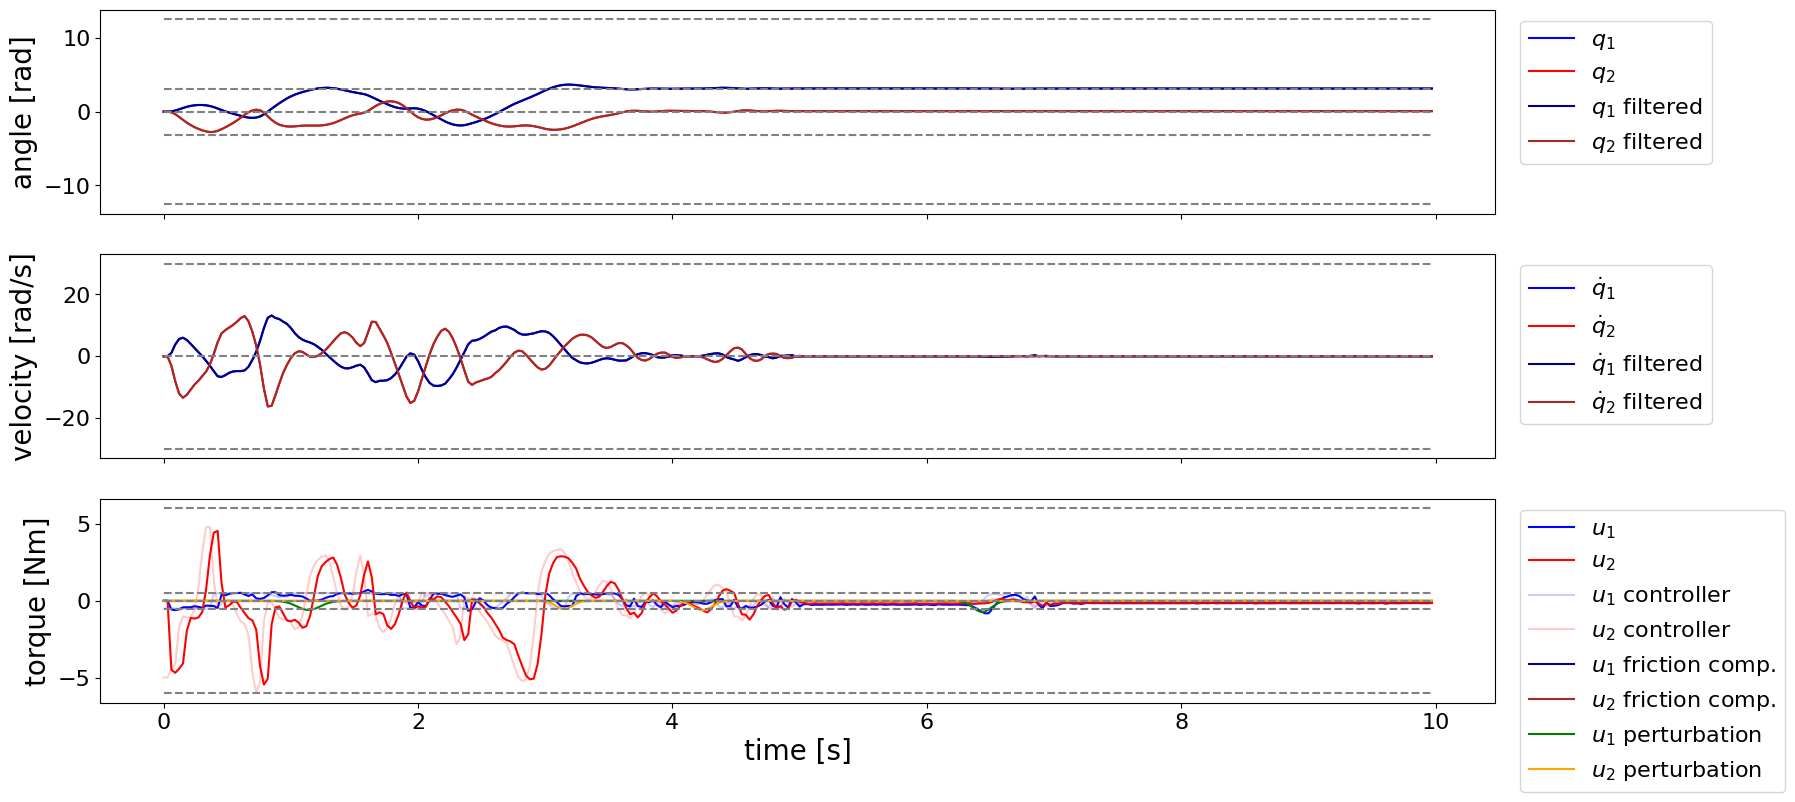 angle [rad]
10
0
−10
q₁
q₂
q₁ filtered
q₂ filtered
velocity [rad/s]
20
0
−20
q̇₁
q̇₂
q̇₁ filtered
q̇₂ filtered
torque [Nm]
5
0
−5
0 2 4 6 8 10
time [s]
u₁
u₂
u₁ controller
u₂ controller
u₁ friction comp.
u₂ friction comp.
u₁ perturbation
u₂ perturbation